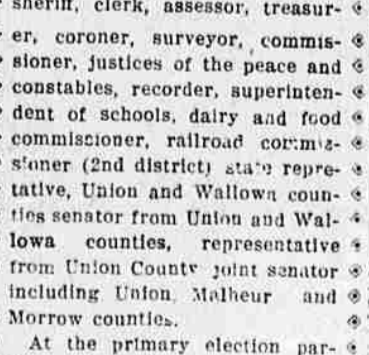 sheriff, clerk, assessor, treasur-
er, coroner, surveyor, commis-
sioner, justices of the peace and
constables, recorder, superinten-
dent of schools, dairy and food
commissioner, railroad commis-
sioner (2nd district) state repre-
tative, Union and Wallowa coun-
ties senator from Union and Wal-
lowa counties, representative
from Union County joint senator
including Union, Malheur and
Morrow counties.
At the primary election par-